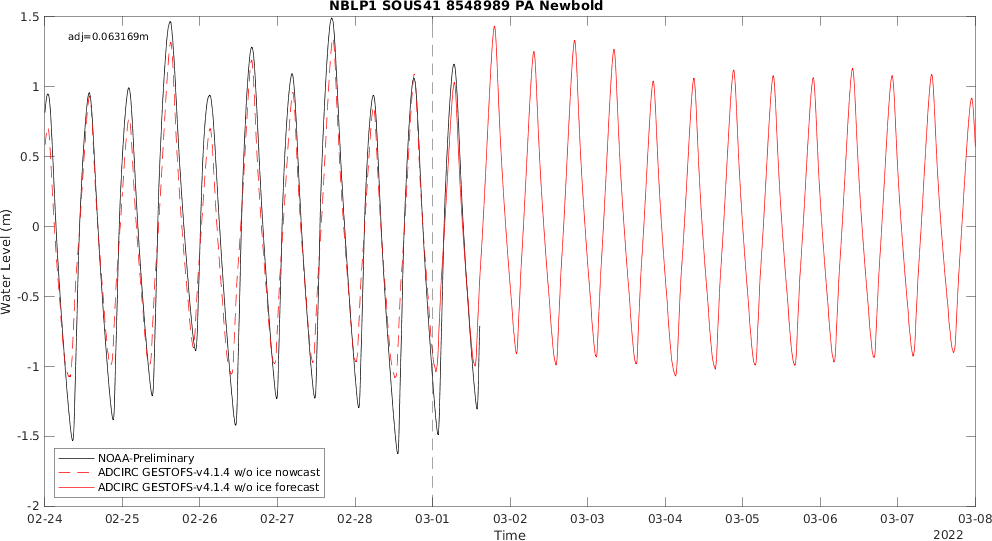 NBLP1 SOUS41 8548989 PA Newbold
adj=0.063169m
1.5
1
0.5
0
-0.5
-1
-1.5
-2
Water Level (m)
NOAA-Preliminary
ADCIRC GESTOFS-v4.1.4 w/o ice nowcast
ADCIRC GESTOFS-v4.1.4 w/o ice forecast
02-24 02-25 02-26 02-27 02-28 03-01 03-02 03-03 03-04 03-05 03-06 03-07 03-08
Time
2022